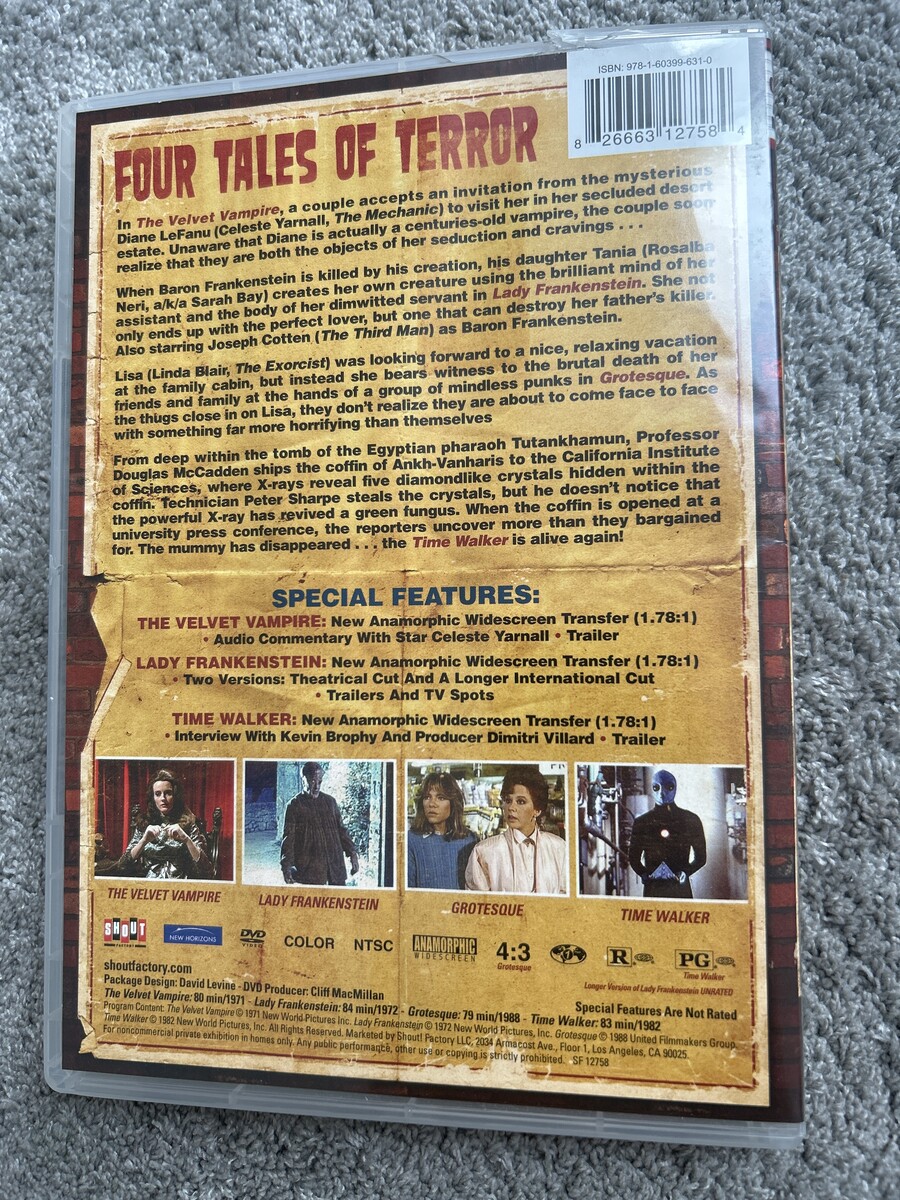 ISBN: 978-1-60399-631-0
8 26663 12758 4
FOUR TALES OF TERROR
In The Velvet Vampire, a couple accepts an invitation from the mysterious
Diane LeFanu (Celeste Yarnall, The Mechanic) to visit her in her secluded desert
estate. Unaware that Diane is actually a centuries-old vampire, the couple soon
realize that they are both the objects of her seduction and cravings . . .
When Baron Frankenstein is killed by his creation, his daughter Tania (Rosalba
Neri, a/k/a Sarah Bay) creates her own creature using the brilliant mind of her
assistant and the body of her dimwitted servant in Lady Frankenstein. She not
only ends up with the perfect lover, but one that can destroy her father's killer.
Also starring Joseph Cotten (The Third Man) as Baron Frankenstein.
Lisa (Linda Blair, The Exorcist) was looking forward to a nice, relaxing vacation
at the family cabin, but instead she bears witness to the brutal death of her
friends and family at the hands of a group of mindless punks in Grotesque. As
the thugs close in on Lisa, they don't realize they are about to come face to face
with something far more horrifying than themselves
From deep within the tomb of the Egyptian pharaoh Tutankhamun, Professor
Douglas McCadden ships the coffin of Ankh-Vanharis to the California Institute
of Sciences, where X-rays reveal five diamondlike crystals hidden within the
coffin. Technician Peter Sharpe steals the crystals, but he doesn't notice that
the powerful X-ray has revived a green fungus. When the coffin is opened at a
university press conference, the reporters uncover more than they bargained
for. The mummy has disappeared . . . the Time Walker is alive again!
SPECIAL FEATURES:
THE VELVET VAMPIRE: New Anamorphic Widescreen Transfer (1.78:1)
• Audio Commentary With Star Celeste Yarnall • Trailer
LADY FRANKENSTEIN: New Anamorphic Widescreen Transfer (1.78:1)
• Two Versions: Theatrical Cut And A Longer International Cut
• Trailers And TV Spots
TIME WALKER: New Anamorphic Widescreen Transfer (1.78:1)
• Interview With Kevin Brophy And Producer Dimitri Villard • Trailer
THE VELVET VAMPIRE
LADY FRANKENSTEIN
GROTESQUE
TIME WALKER
SHOUT FACTORY
NEW HORIZONS
DVD VIDEO
COLOR
NTSC
ANAMORPHIC WIDESCREEN
4:3
Grotesque
R
PG
Time Walker
Longer Version of Lady Frankenstein UNRATED
shoutfactory.com
Package Design: David Levine - DVD Producer: Cliff MacMillan
Special Features Are Not Rated
The Velvet Vampire: 80 min/1971 - Lady Frankenstein: 84 min/1972 - Grotesque: 79 min/1988 - Time Walker: 83 min/1982
Program Content: The Velvet Vampire © 1971 New World Pictures Inc. Lady Frankenstein © 1972 New World Pictures, Inc. Grotesque © 1988 United Filmmakers Group.
Time Walker © 1982 New World Pictures, Inc. All Rights Reserved. Marketed by Shout! Factory LLC, 2034 Armacost Ave., Floor 1, Los Angeles, CA 90025.
For noncommercial private exhibition in homes only. Any public performance, other use or copying is strictly prohibited. SF 12758